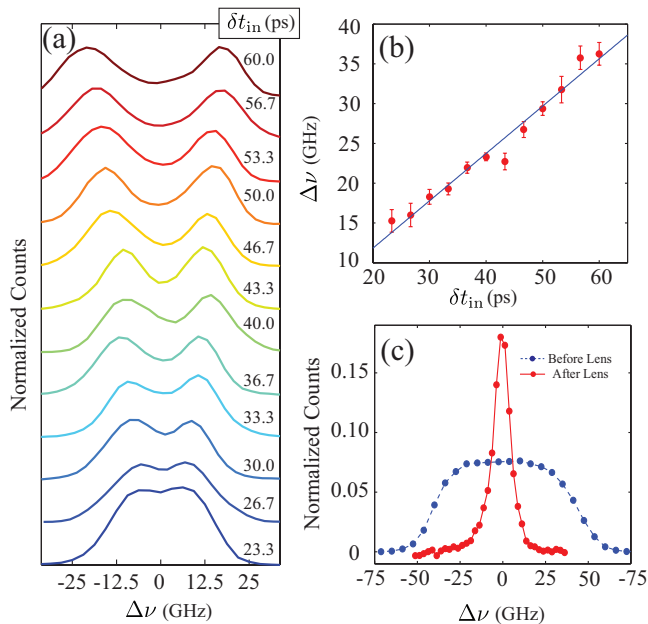 (a)
δt_in (ps)
60.0
56.7
53.3
50.0
46.7
43.3
40.0
36.7
33.3
30.0
26.7
23.3
Normalized Counts
-25 -12.5 0 12.5 25
Δν (GHz)
(b)
40
35
30
25
20
15
10
Δν (GHz)
20 30 40 50 60
δt_in (ps)
(c)
Before Lens
After Lens
0.15
0.10
0.05
0
Normalized Counts
-75 -50 -25 0 -25 -50 -75
Δν (GHz)